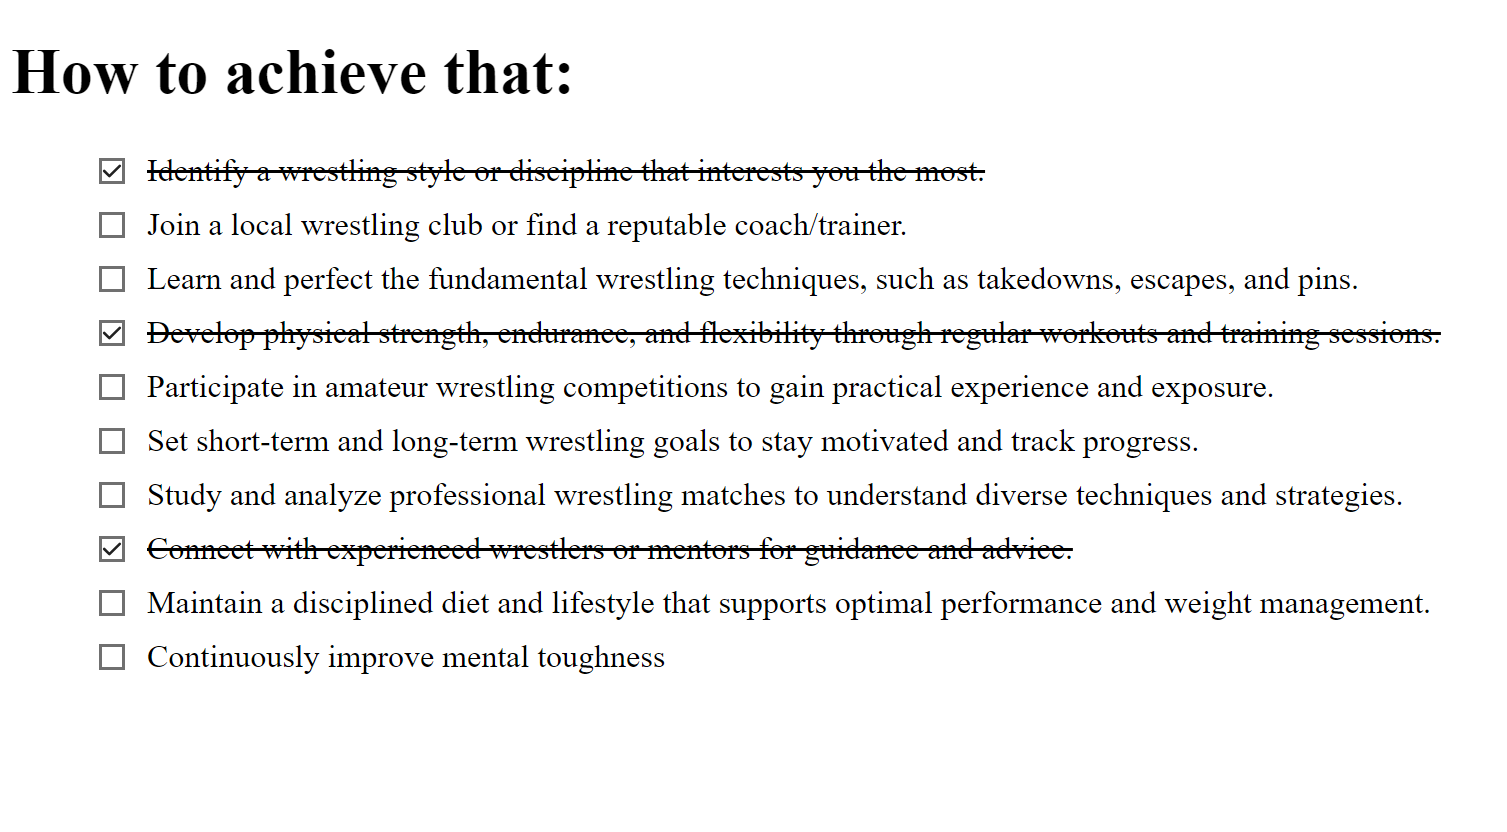 How to achieve that:
Identify a wrestling style or discipline that interests you the most.
Join a local wrestling club or find a reputable coach/trainer.
Learn and perfect the fundamental wrestling techniques, such as takedowns, escapes, and pins.
Develop physical strength, endurance, and flexibility through regular workouts and training sessions.
Participate in amateur wrestling competitions to gain practical experience and exposure.
Set short-term and long-term wrestling goals to stay motivated and track progress.
Study and analyze professional wrestling matches to understand diverse techniques and strategies.
Connect with experienced wrestlers or mentors for guidance and advice.
Maintain a disciplined diet and lifestyle that supports optimal performance and weight management.
Continuously improve mental toughness